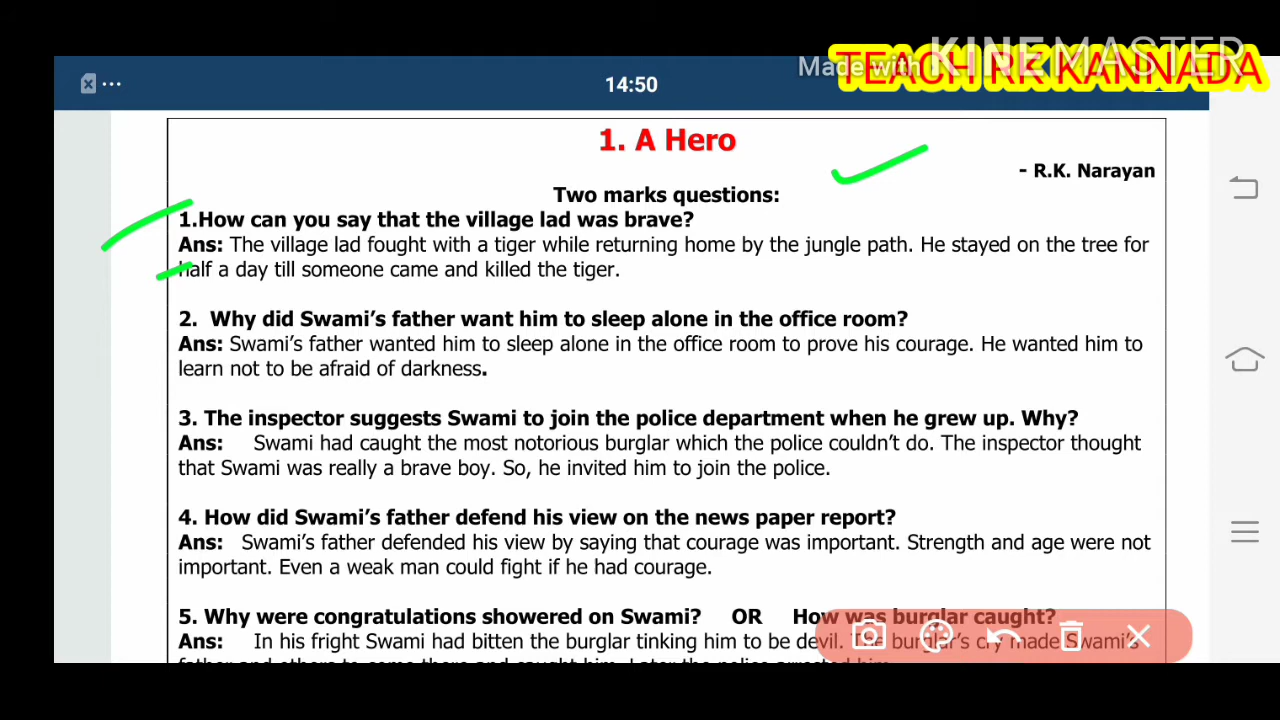 Made with KINEMASTER
TEACH RK KANNADA
14:50
1. A Hero
- R.K. Narayan
Two marks questions:
1.How can you say that the village lad was brave?
Ans: The village lad fought with a tiger while returning home by the jungle path. He stayed on the tree for
half a day till someone came and killed the tiger.
2. Why did Swami’s father want him to sleep alone in the office room?
Ans: Swami’s father wanted him to sleep alone in the office room to prove his courage. He wanted him to
learn not to be afraid of darkness.
3. The inspector suggests Swami to join the police department when he grew up. Why?
Ans: Swami had caught the most notorious burglar which the police couldn’t do. The inspector thought
that Swami was really a brave boy. So, he invited him to join the police.
4. How did Swami’s father defend his view on the news paper report?
Ans: Swami’s father defended his view by saying that courage was important. Strength and age were not
important. Even a weak man could fight if he had courage.
5. Why were congratulations showered on Swami? OR How was burglar caught?
Ans: In his fright Swami had bitten the burglar tinking him to be devil. The burglar’s cry made Swami’s